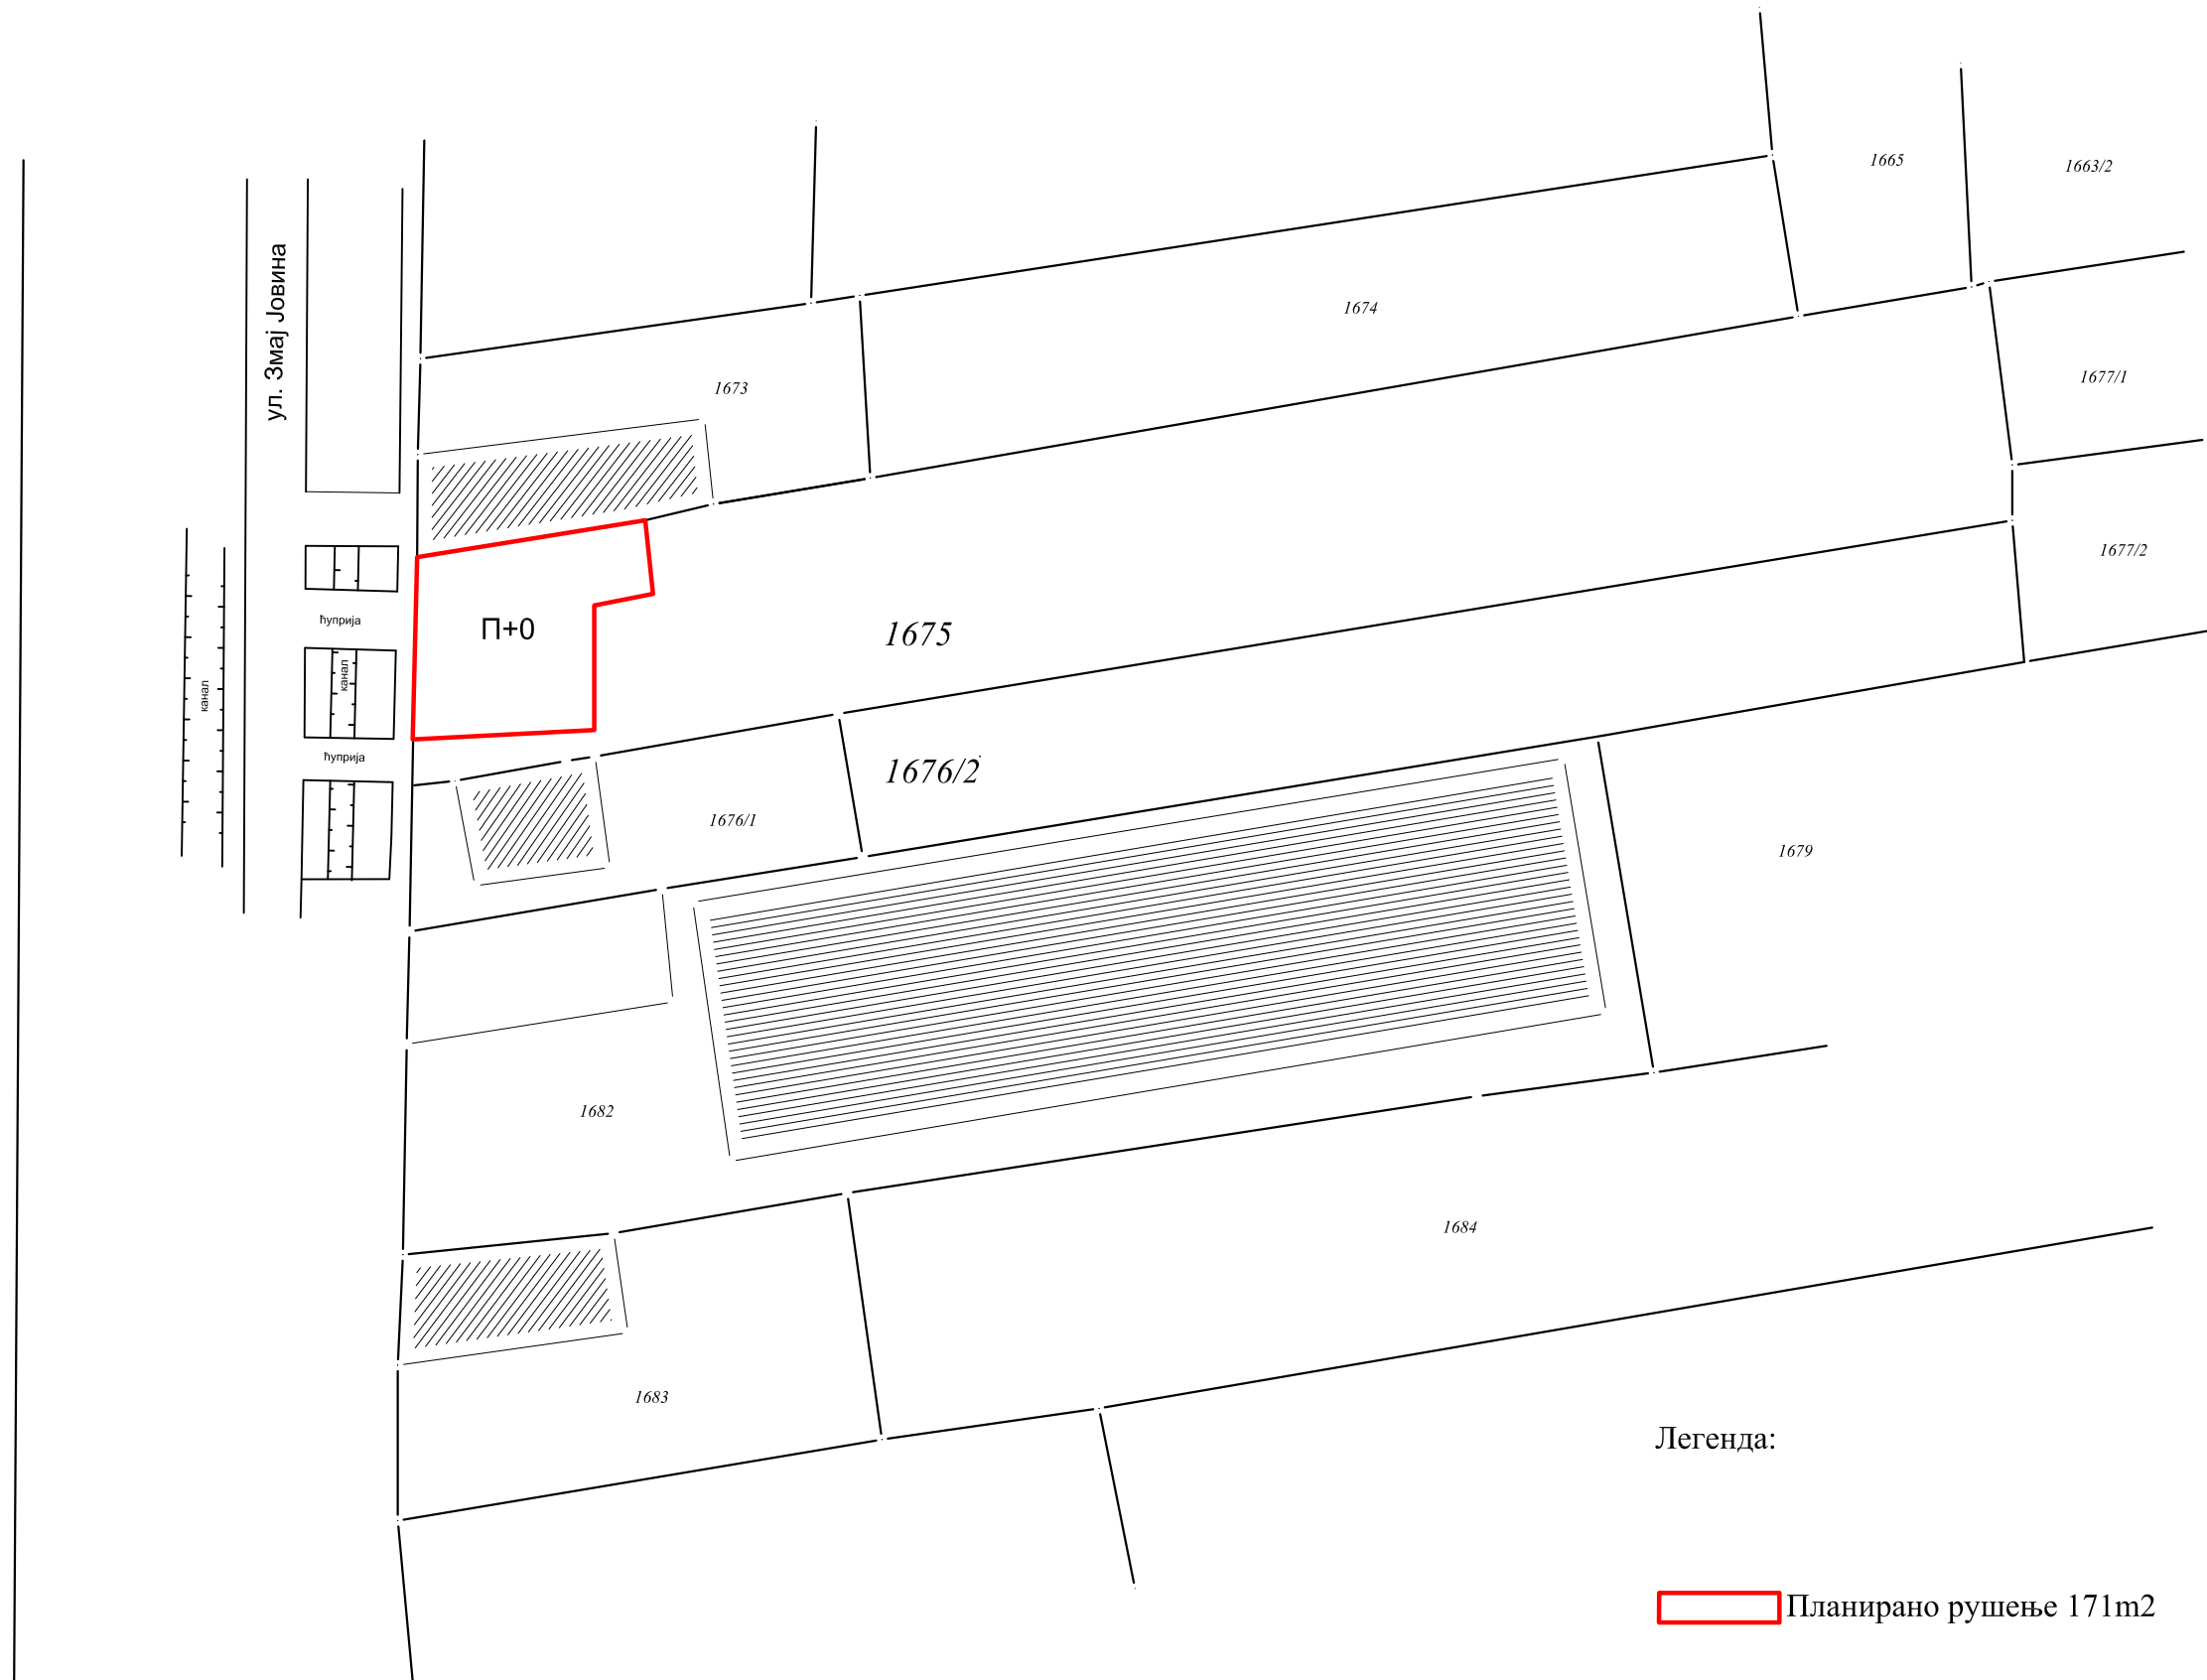 1665
1663/2
ул. Змај Јовина
1674
1673
1677/1
1677/2
ћуприја
П+0
1675
канал
канал
ћуприја
1676/2
1676/1
1679
1682
1684
1683
Легенда:
Планирано рушење 171m2